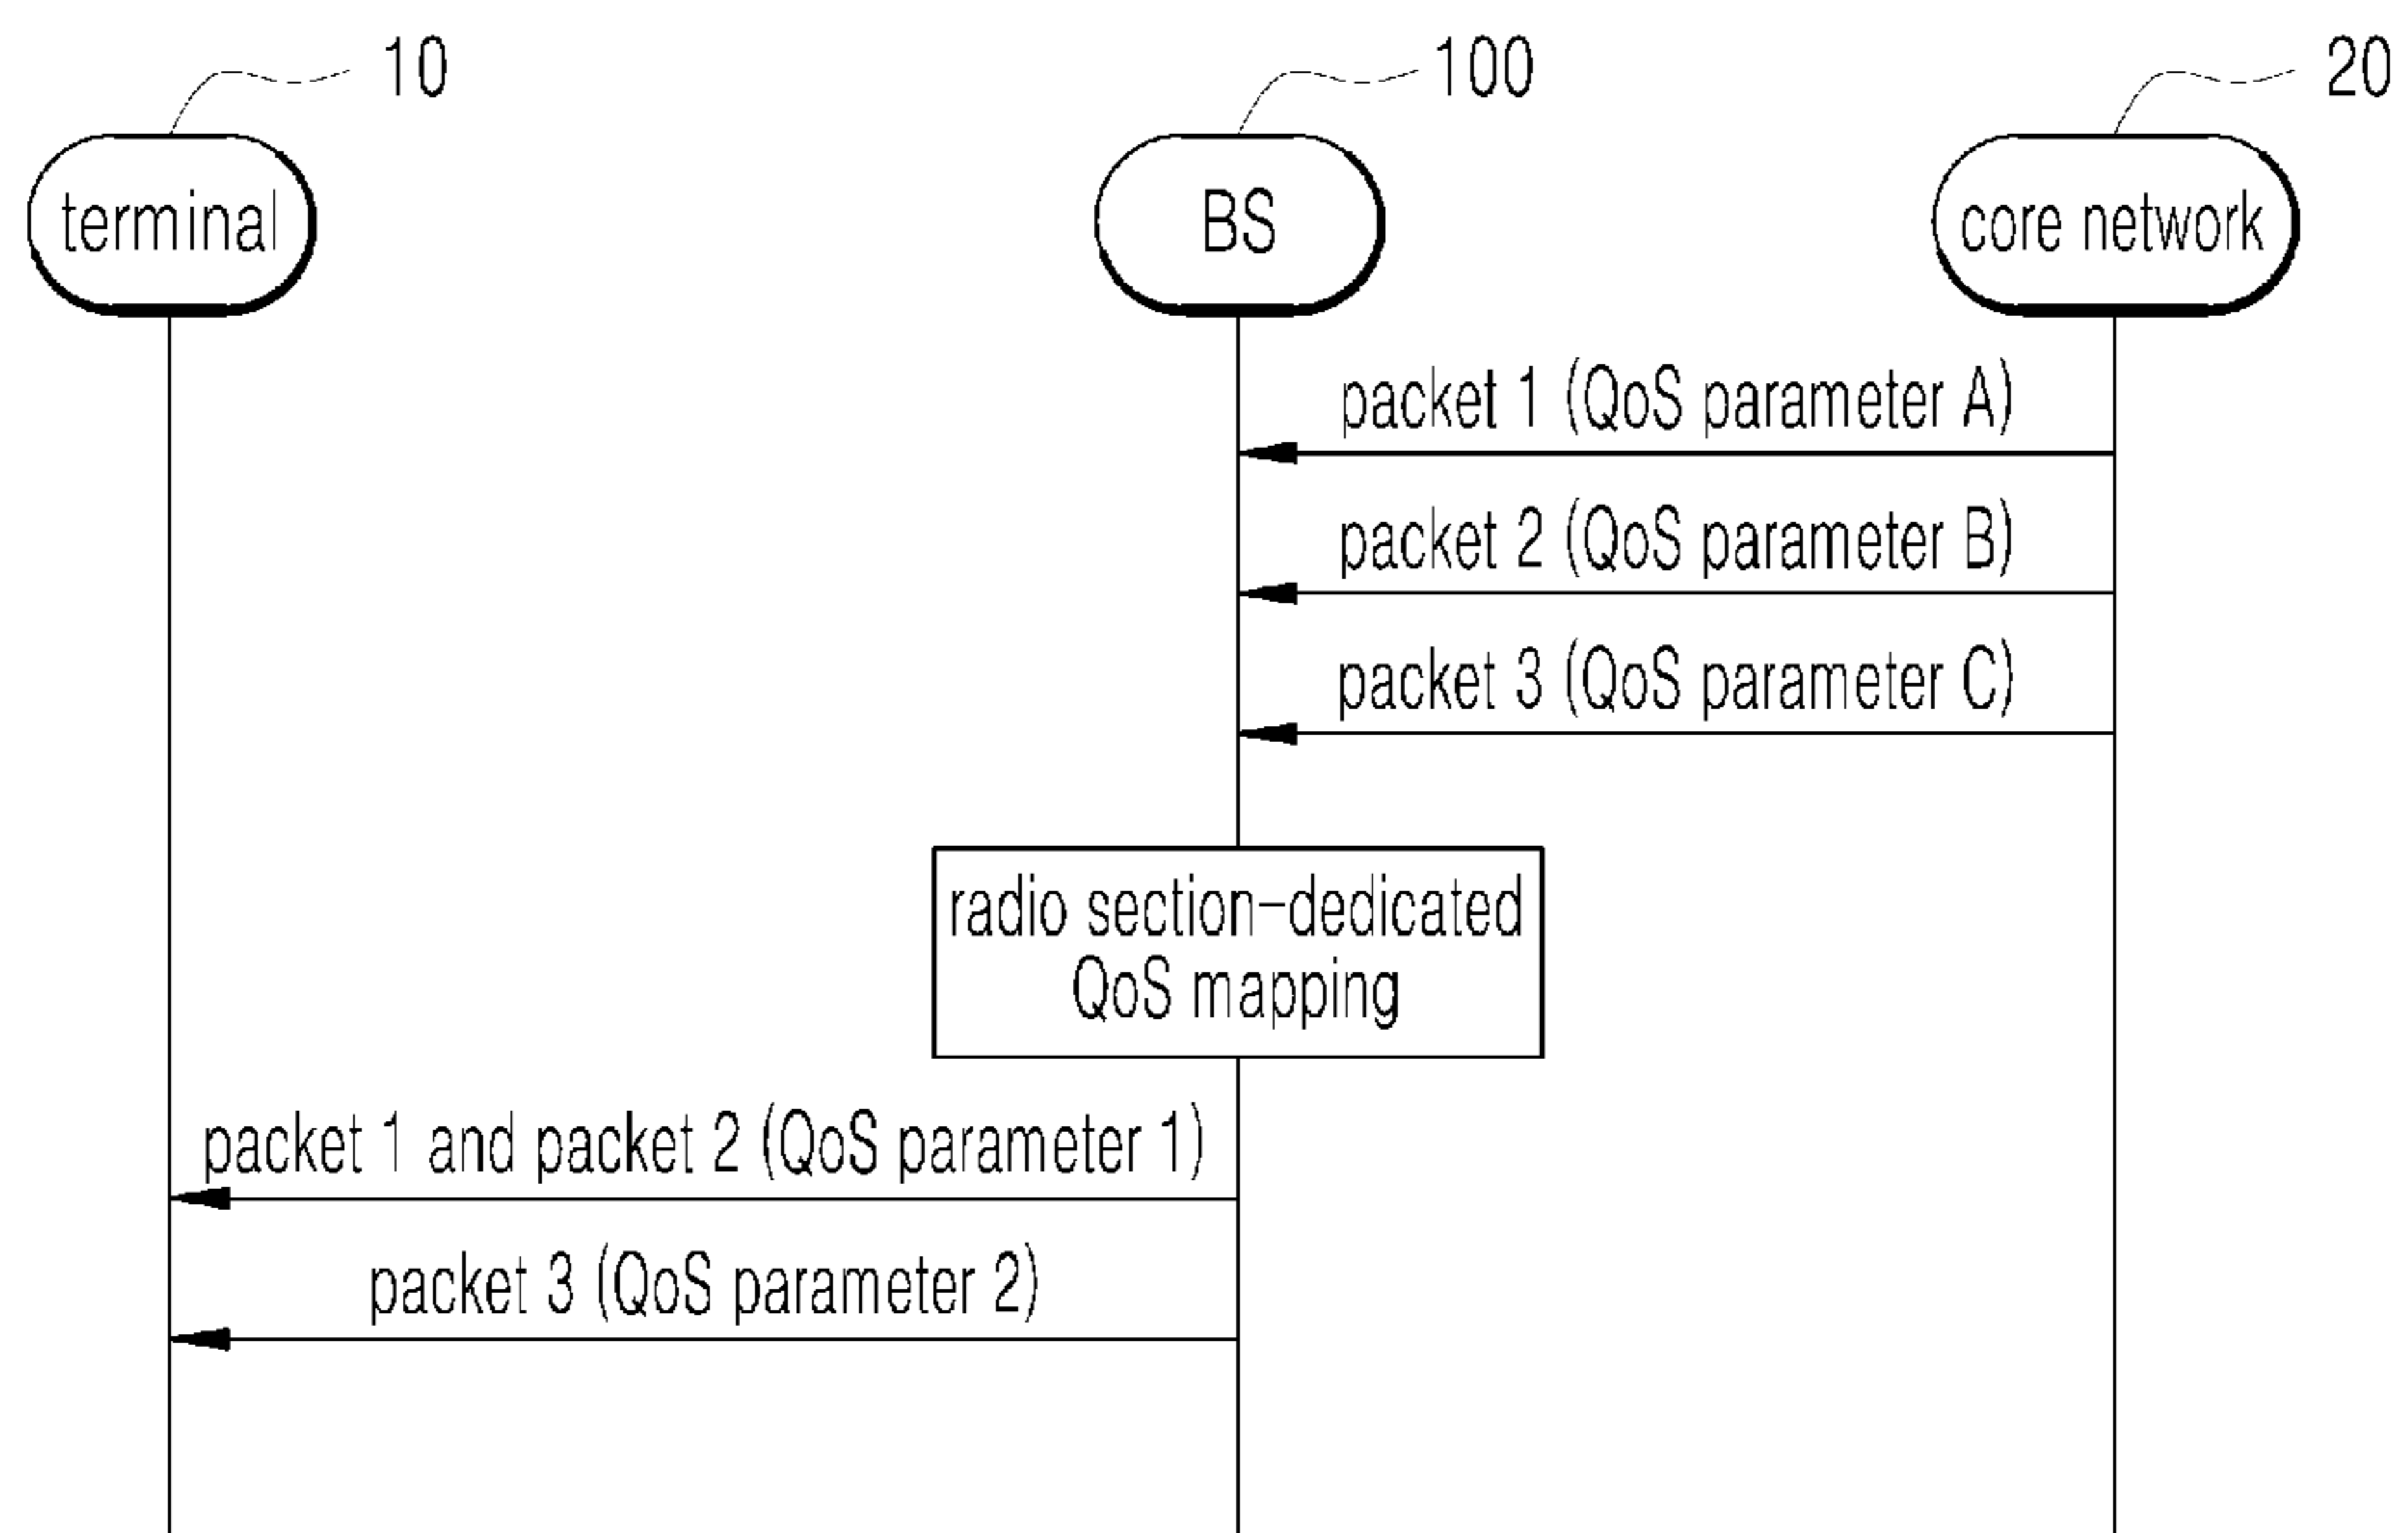 10
100
20
terminal
BS
core network
packet 1 (QoS parameter A)
packet 2 (QoS parameter B)
packet 3 (QoS parameter C)
radio section-dedicated
QoS mapping
packet 1 and packet 2 (QoS parameter 1)
packet 3 (QoS parameter 2)